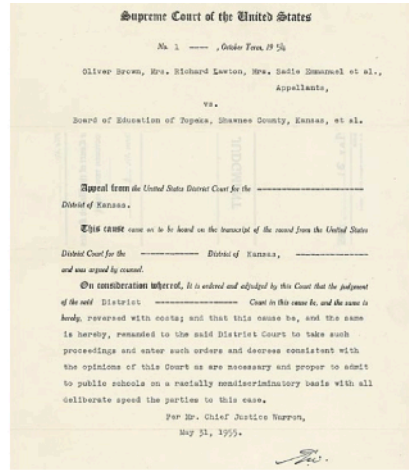 Supreme Court of the United States
No. 1 ---- , October Term, 1954
Oliver Brown, Mrs. Richard Lawton, Mrs. Sadie Emmanuel et al.,
Appellants,
vs.
Board of Education of Topeka, Shawnee County, Kansas, et al.
Appeal from the United States District Court for the --------------------
District of Kansas.
This cause came on to be heard on the transcript of the record from the United States
District Court for the ------------ District of Kansas, --------------
and was argued by counsel.
On consideration whereof, It is ordered and adjudged by this Court that the judgment
of the said District -------------------- Court in this cause be, and the same is
hereby, reversed with costs; and that this cause be, and the same
is hereby, remanded to the said District Court to take such
proceedings and enter such orders and decrees consistent with
the opinions of this Court as are necessary and proper to admit
to public schools on a racially nondiscriminatory basis with all
deliberate speed the parties to this case.
Per Mr. Chief Justice Warren,
May 31, 1955.